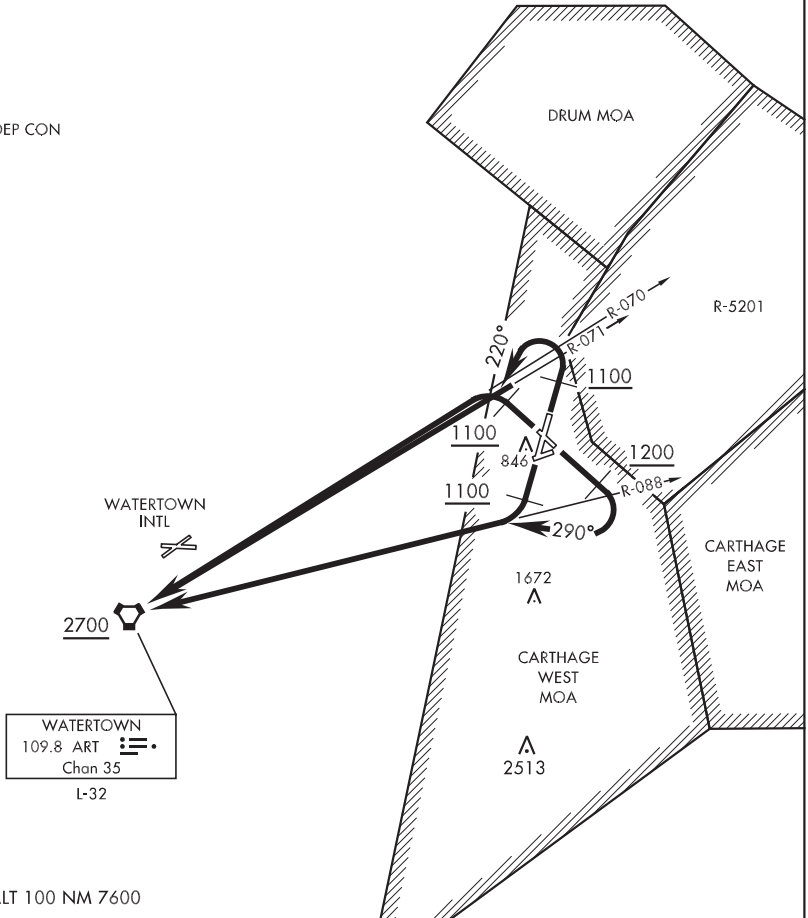 DRUM MOA
DEP CON
R-5201
R-070
R-071
220°
1100
1100
846
1200
1100
R-088
290°
WATERTOWN
INTL
CARTHAGE
EAST
MOA
1672
2700
CARTHAGE
WEST
MOA
WATERTOWN
109.8 ART
Chan 35
L-32
2513
ALT 100 NM 7600